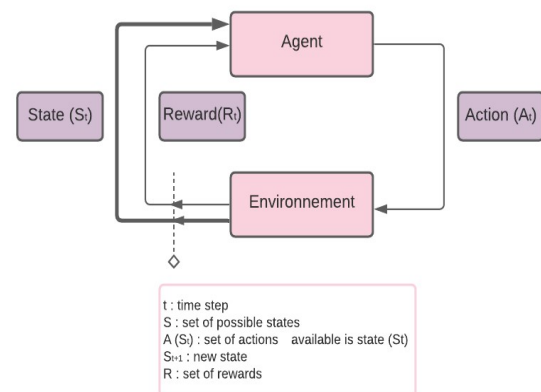 Agent
State (St)
Reward(Rt)
Action (At)
Environnement
t : time step
S : set of possible states
A (St) : set of actions available is state (St)
St+1 : new state
R : set of rewards